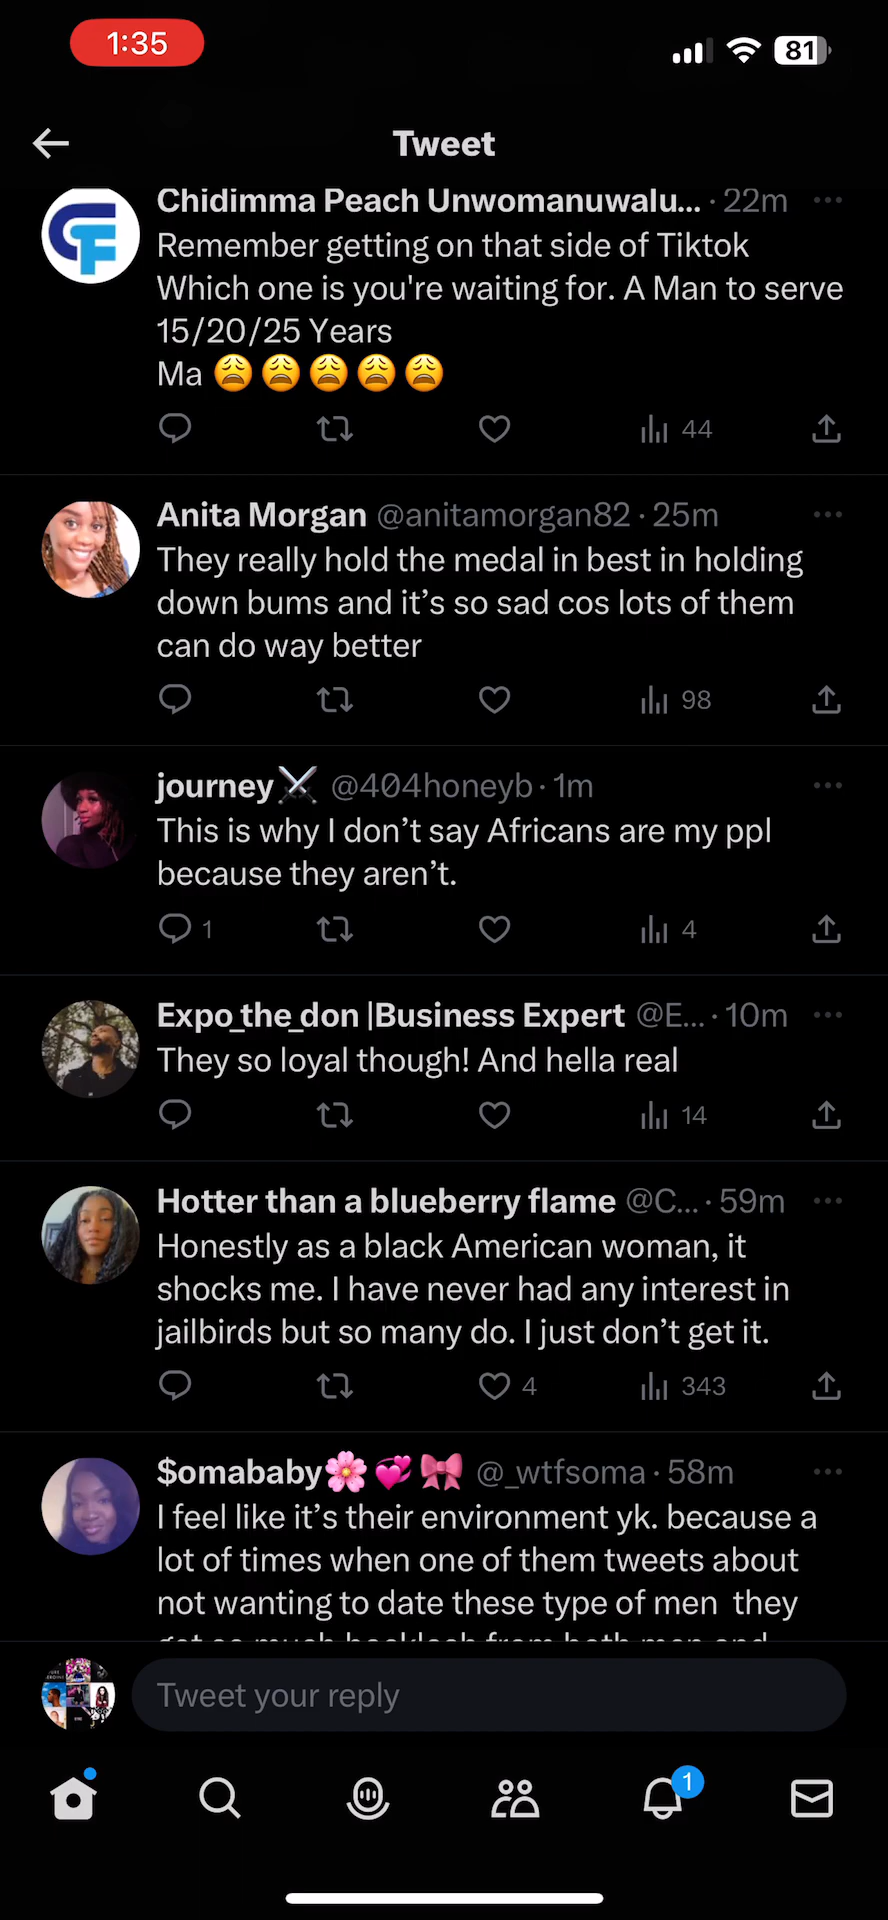 1:35
81
Tweet
Chidimma Peach Unwomanuwalu... · 22m
Remember getting on that side of Tiktok
Which one is you're waiting for. A Man to serve
15/20/25 Years
Ma 😩😩😩😩😩
44
Anita Morgan @anitamorgan82 · 25m
They really hold the medal in best in holding
down bums and it’s so sad cos lots of them
can do way better
98
journey⚔️ @404honeyb · 1m
This is why I don’t say Africans are my ppl
because they aren’t.
1 4
Expo_the_don |Business Expert @E... · 10m
They so loyal though! And hella real
14
Hotter than a blueberry flame @C... · 59m
Honestly as a black American woman, it
shocks me. I have never had any interest in
jailbirds but so many do. I just don’t get it.
4 343
$omababy🌸💞🎀 @_wtfsoma · 58m
I feel like it’s their environment yk. because a
lot of times when one of them tweets about
not wanting to date these type of men they
Tweet your reply
1